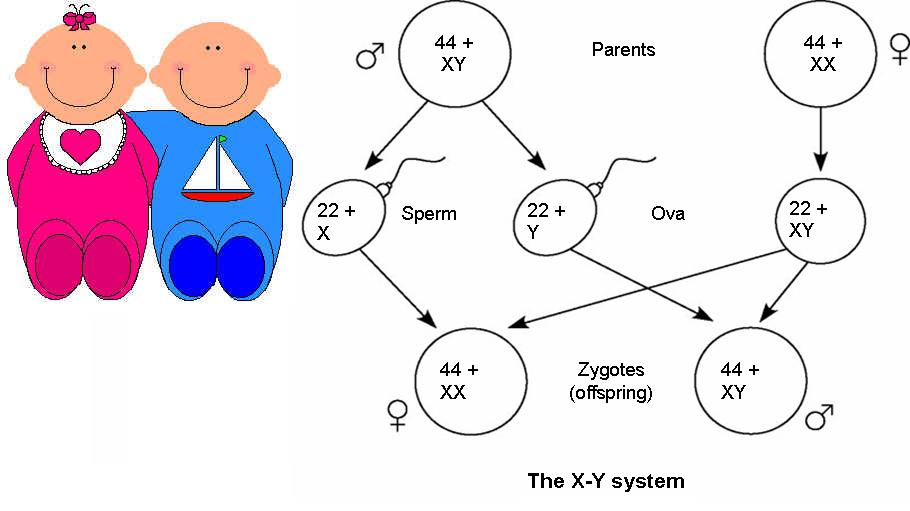 44 +
XY
Parents
44 +
XX
22 +
X
Sperm
22 +
Y
Ova
22 +
XY
44 +
XX
Zygotes
(offspring)
44 +
XY
The X-Y system